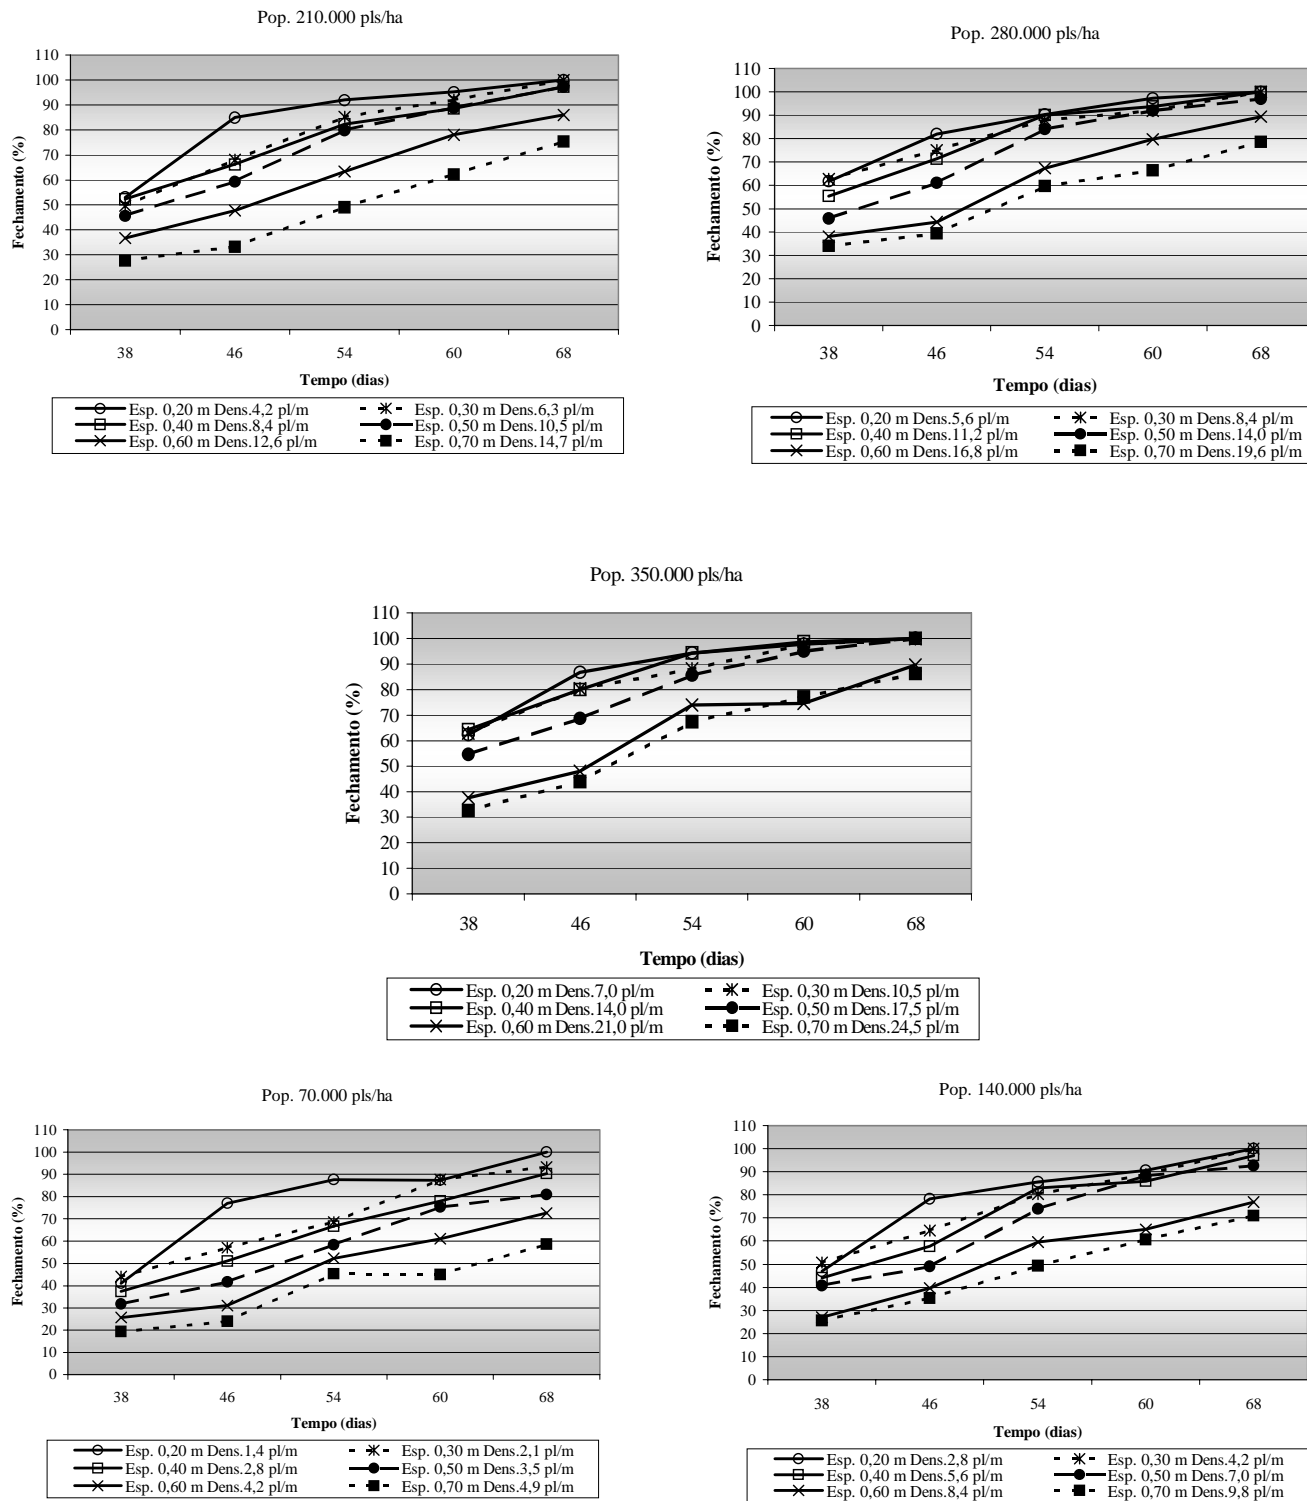 Pop. 210.000 pls/ha
Fechamento (%)
110
100
90
80
70
60
50
40
30
20
10
0
38 46 54 60 68
Tempo (dias)
Esp. 0,20 m Dens.4,2 pl/m Esp. 0,30 m Dens.6,3 pl/m
Esp. 0,40 m Dens.8,4 pl/m Esp. 0,50 m Dens.10,5 pl/m
Esp. 0,60 m Dens.12,6 pl/m Esp. 0,70 m Dens.14,7 pl/m
Pop. 280.000 pls/ha
Fechamento (%)
110
100
90
80
70
60
50
40
30
20
10
0
38 46 54 60 68
Tempo (dias)
Esp. 0,20 m Dens.5,6 pl/m Esp. 0,30 m Dens.8,4 pl/m
Esp. 0,40 m Dens.11,2 pl/m Esp. 0,50 m Dens.14,0 pl/m
Esp. 0,60 m Dens.16,8 pl/m Esp. 0,70 m Dens.19,6 pl/m
Pop. 350.000 pls/ha
Fechamento (%)
110
100
90
80
70
60
50
40
30
20
10
0
38 46 54 60 68
Tempo (dias)
Esp. 0,20 m Dens.7,0 pl/m Esp. 0,30 m Dens.10,5 pl/m
Esp. 0,40 m Dens.14,0 pl/m Esp. 0,50 m Dens.17,5 pl/m
Esp. 0,60 m Dens.21,0 pl/m Esp. 0,70 m Dens.24,5 pl/m
Pop. 70.000 pls/ha
Fechamento (%)
110
100
90
80
70
60
50
40
30
20
10
0
38 46 54 60 68
Tempo (dias)
Esp. 0,20 m Dens.1,4 pl/m Esp. 0,30 m Dens.2,1 pl/m
Esp. 0,40 m Dens.2,8 pl/m Esp. 0,50 m Dens.3,5 pl/m
Esp. 0,60 m Dens.4,2 pl/m Esp. 0,70 m Dens.4,9 pl/m
Pop. 140.000 pls/ha
Fechamento (%)
110
100
90
80
70
60
50
40
30
20
10
0
38 46 54 60 68
Tempo (dias)
Esp. 0,20 m Dens.2,8 pl/m Esp. 0,30 m Dens.4,2 pl/m
Esp. 0,40 m Dens.5,6 pl/m Esp. 0,50 m Dens.7,0 pl/m
Esp. 0,60 m Dens.8,4 pl/m Esp. 0,70 m Dens.9,8 pl/m